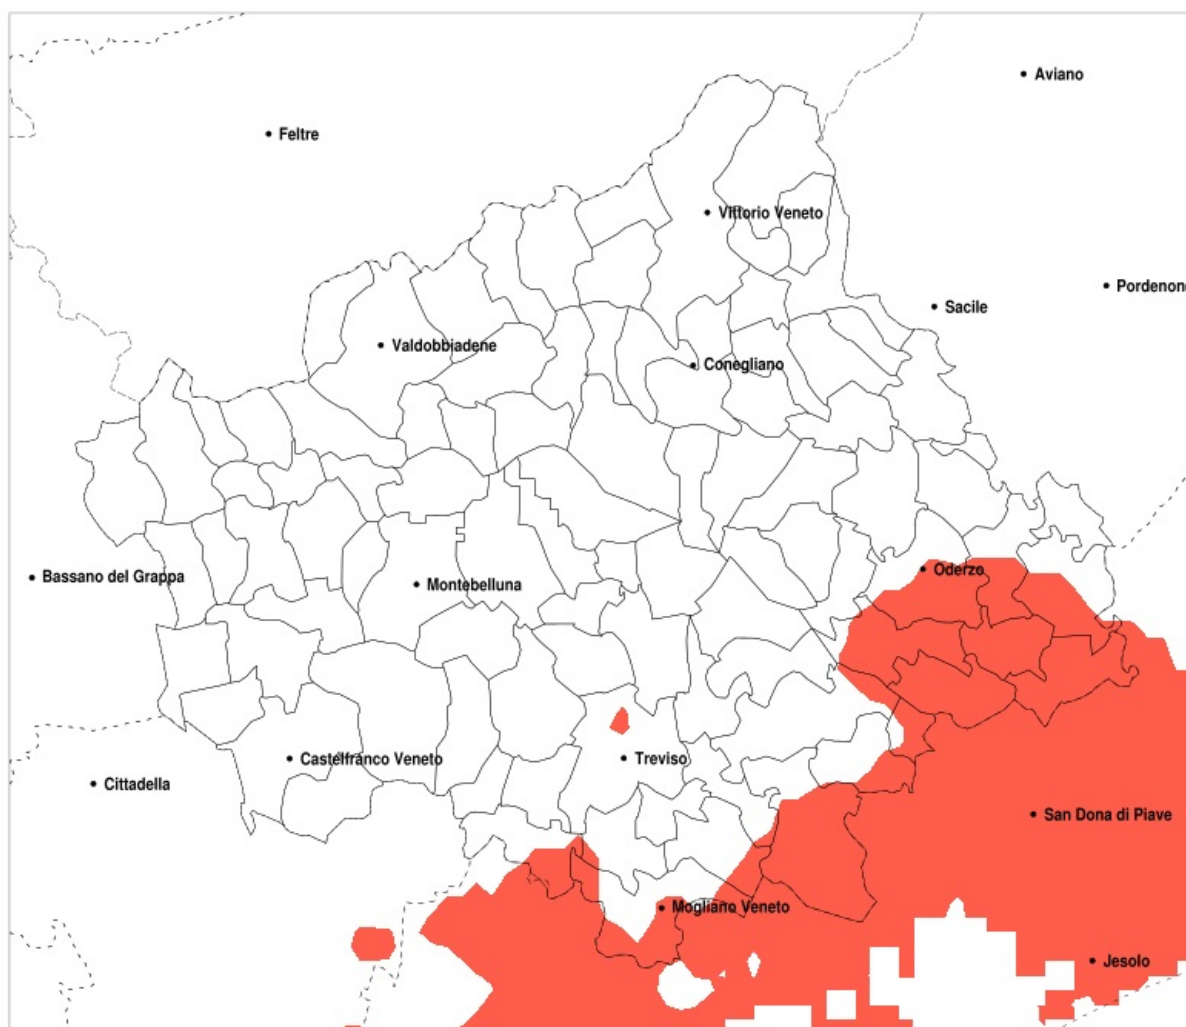 Aviano
Feltre
Vittorio Veneto
Pordenon
Sacile
Valdobbiadene
Conegliano
Oderzo
Bassano del Grappa
Montebelluna
Treviso
Castelfranco Veneto
Cittadella
San Dona di Piave
Mogliano Veneto
Jesolo